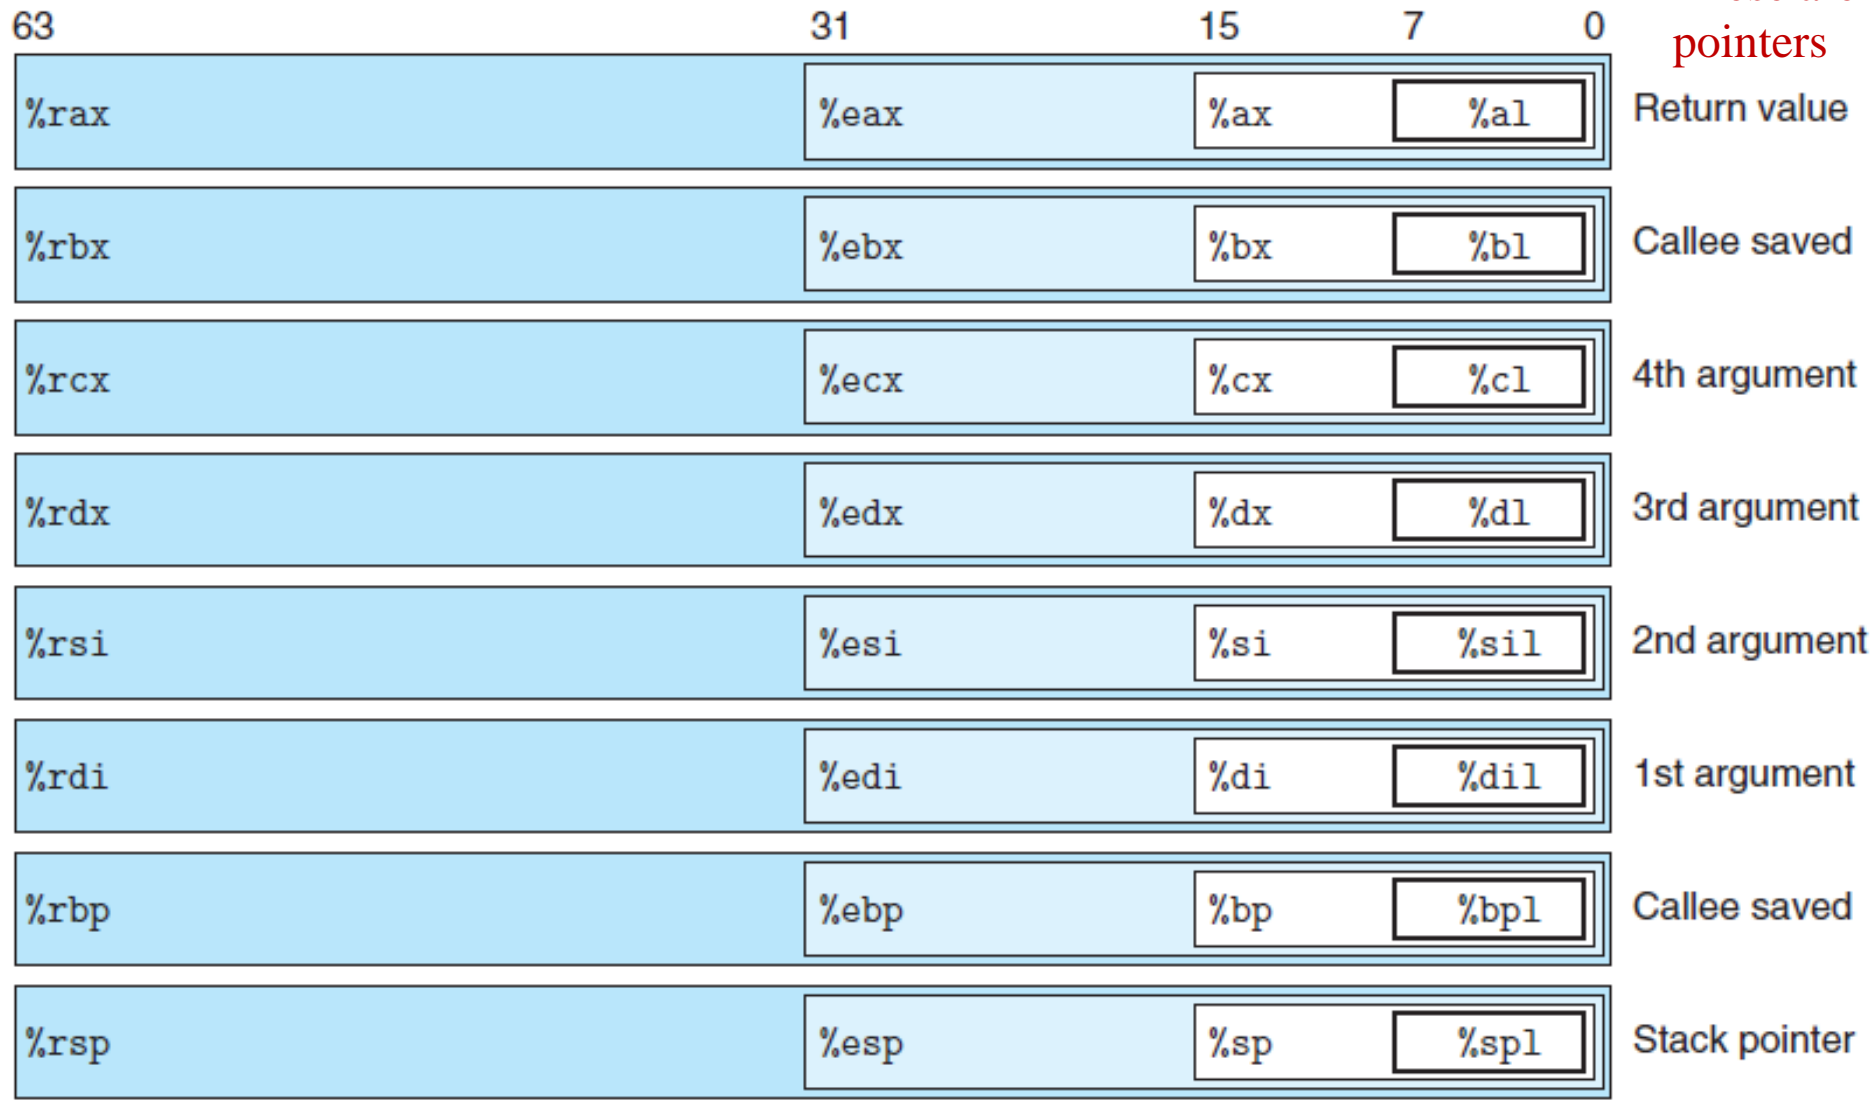 63 31 15 7 0
pointers
%rax %eax %ax %al Return value
%rbx %ebx %bx %bl Callee saved
%rcx %ecx %cx %cl 4th argument
%rdx %edx %dx %dl 3rd argument
%rsi %esi %si %sil 2nd argument
%rdi %edi %di %dil 1st argument
%rbp %ebp %bp %bpl Callee saved
%rsp %esp %sp %spl Stack pointer